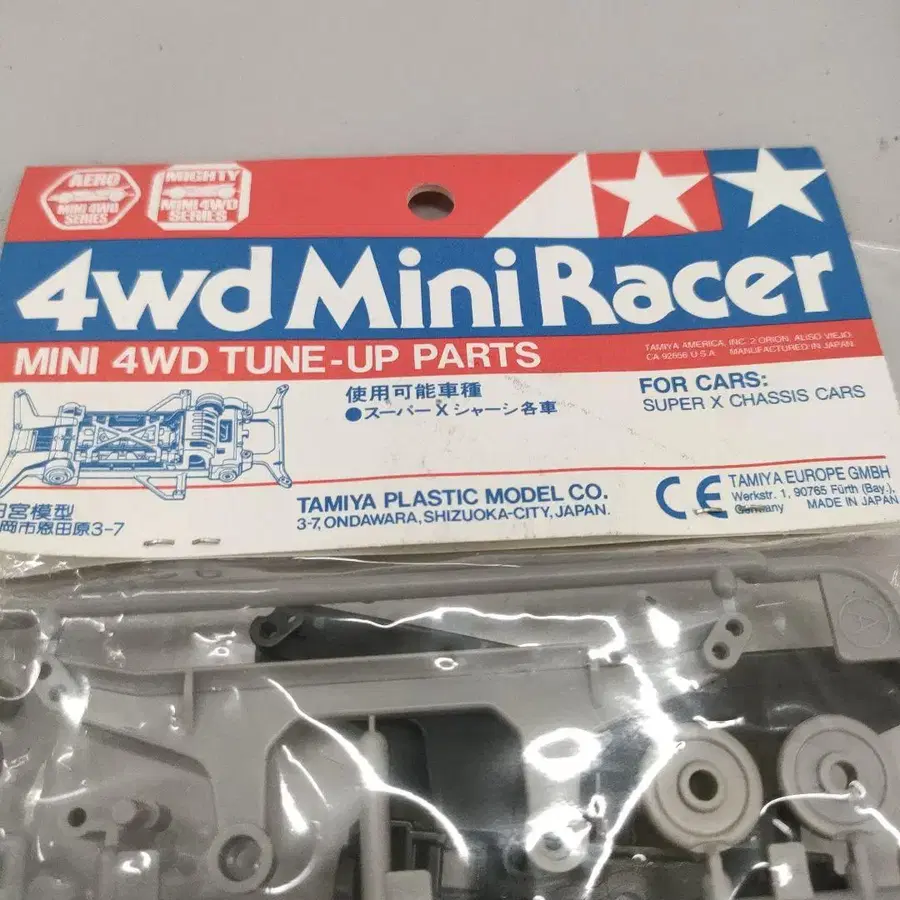 AERO
MINI 4WD
SERIES
MIGHTY
MINI 4WD
SERIES
4wd Mini Racer
MINI 4WD TUNE-UP PARTS
TAMIYA AMERICA, INC. 2 ORION, ALISO VIEJO,
CA 92656 U.S.A. MANUFACTURED IN JAPAN.
使用可能車種
●スーパーXシャーシ各車
FOR CARS:
SUPER X CHASSIS CARS
宮模型
岡市恩田原3-7
TAMIYA PLASTIC MODEL CO.
3-7, ONDAWARA, SHIZUOKA-CITY, JAPAN.
CE
TAMIYA EUROPE GMBH
Werkstr. 1, 90765 Fürth (Bay.),
Germany MADE IN JAPAN
A